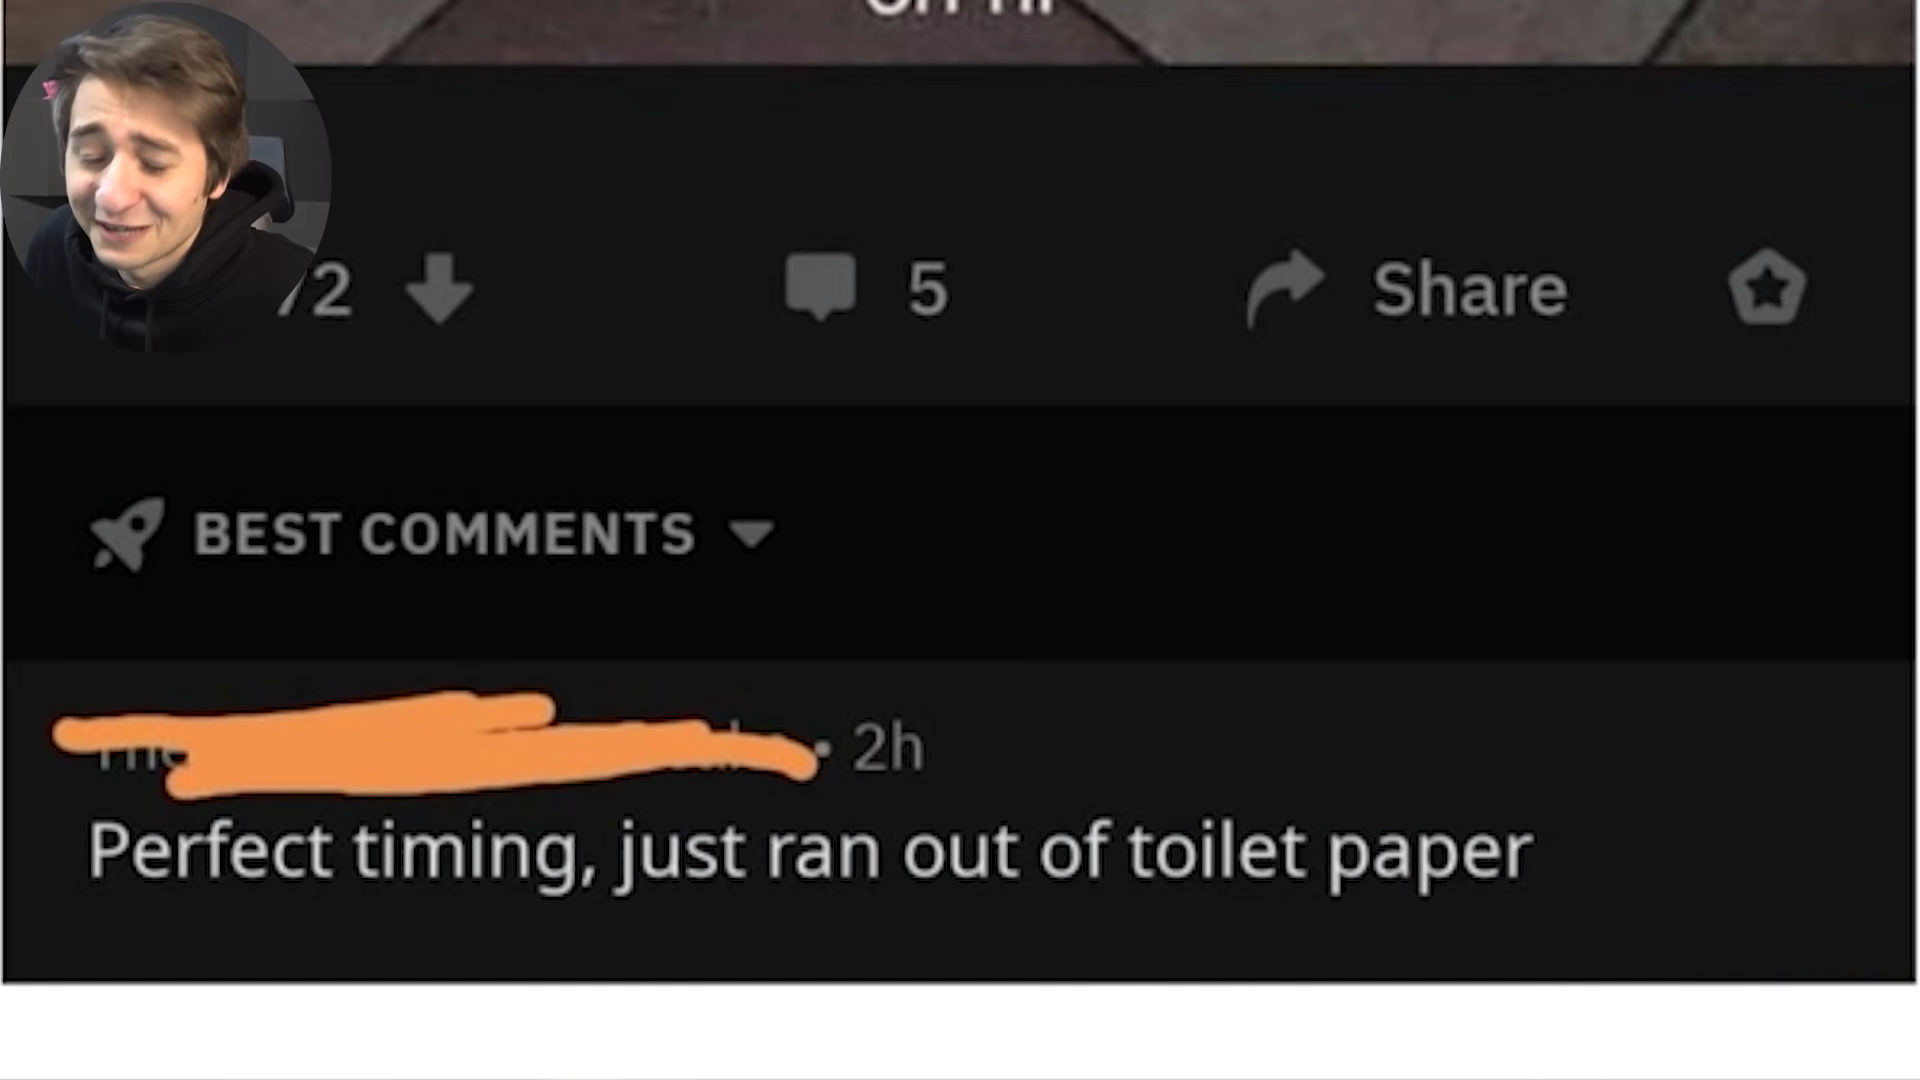 2
5
Share
BEST COMMENTS
• 2h
Perfect timing, just ran out of toilet paper